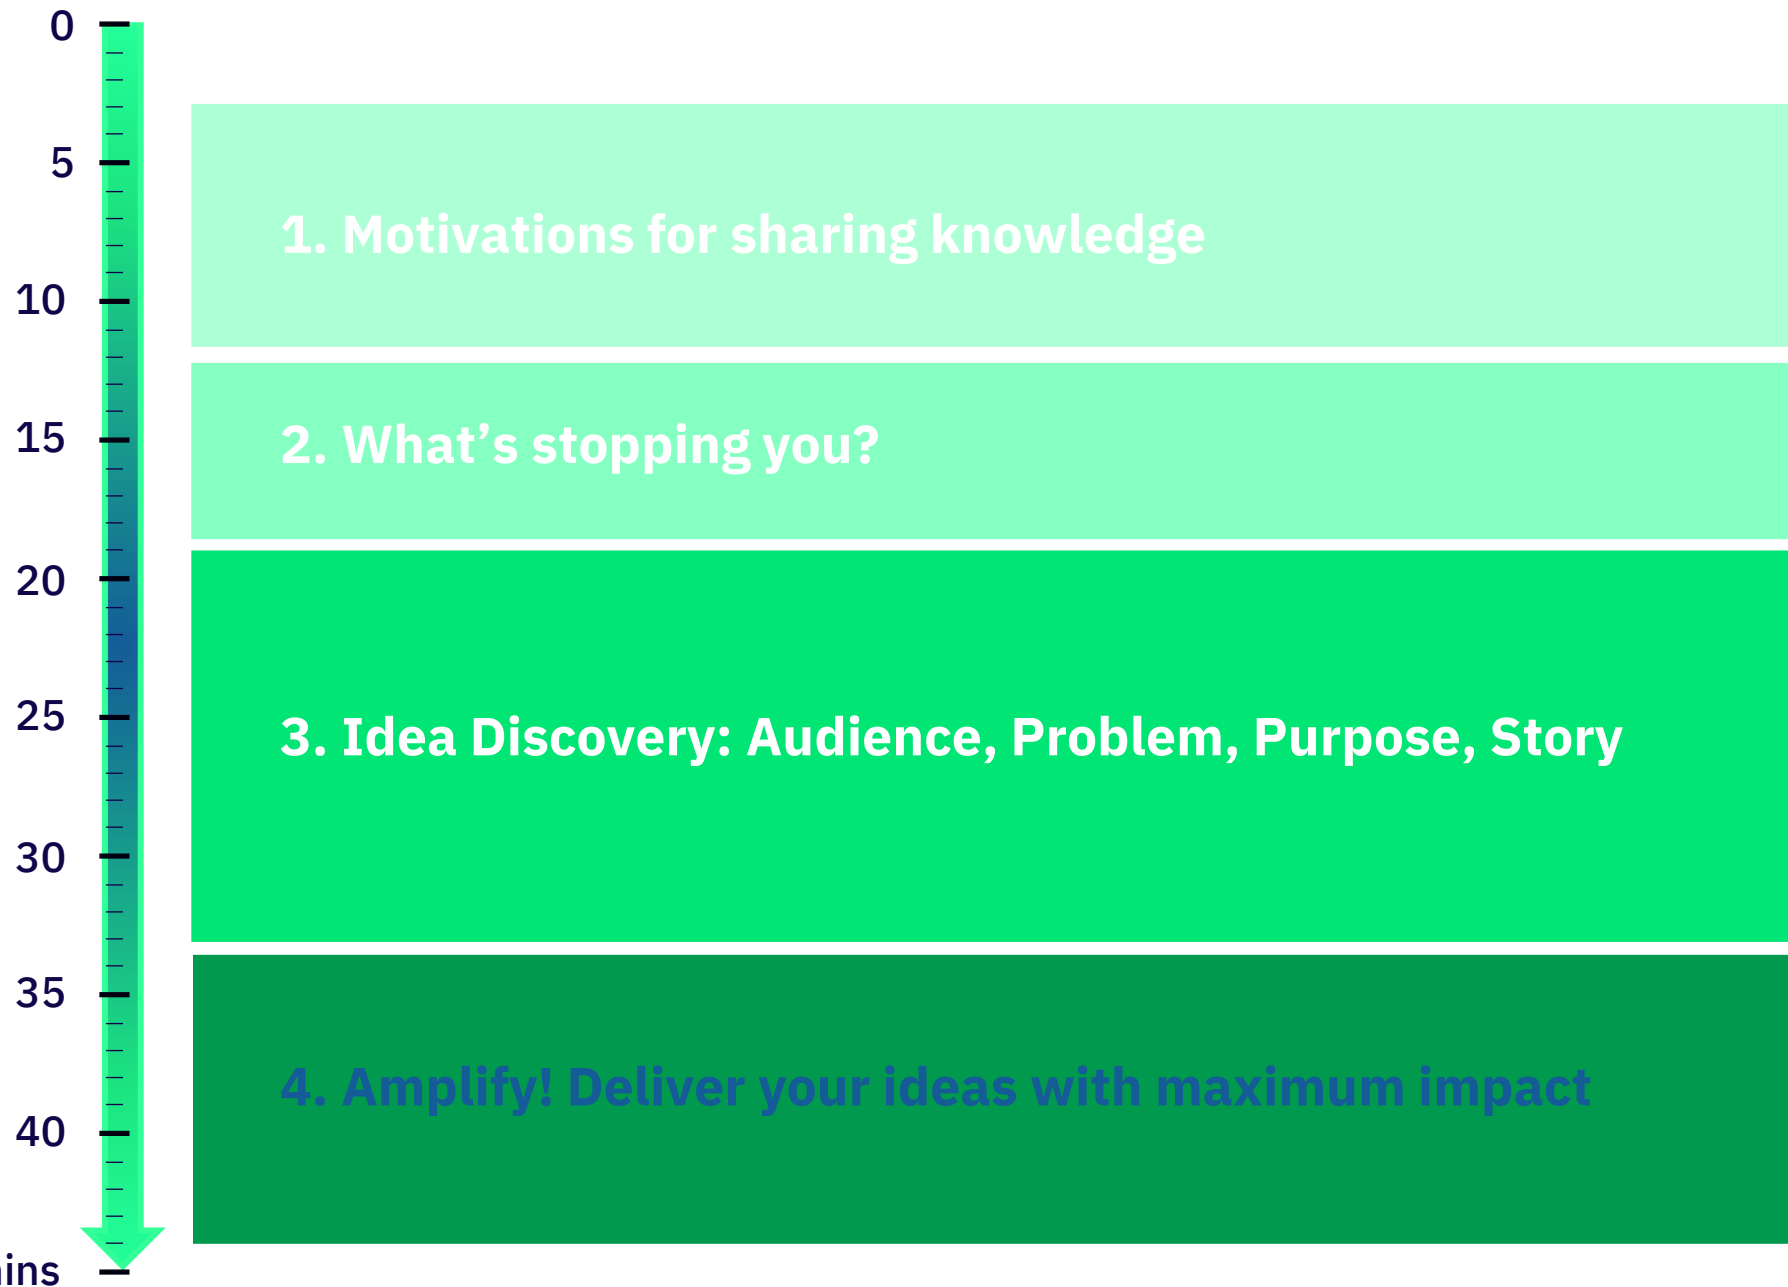 0
5
1. Motivations for sharing knowledge
10
15
2. What’s stopping you?
20
25
3. Idea Discovery: Audience, Problem, Purpose, Story
30
35
4. Amplify! Deliver your ideas with maximum impact
40